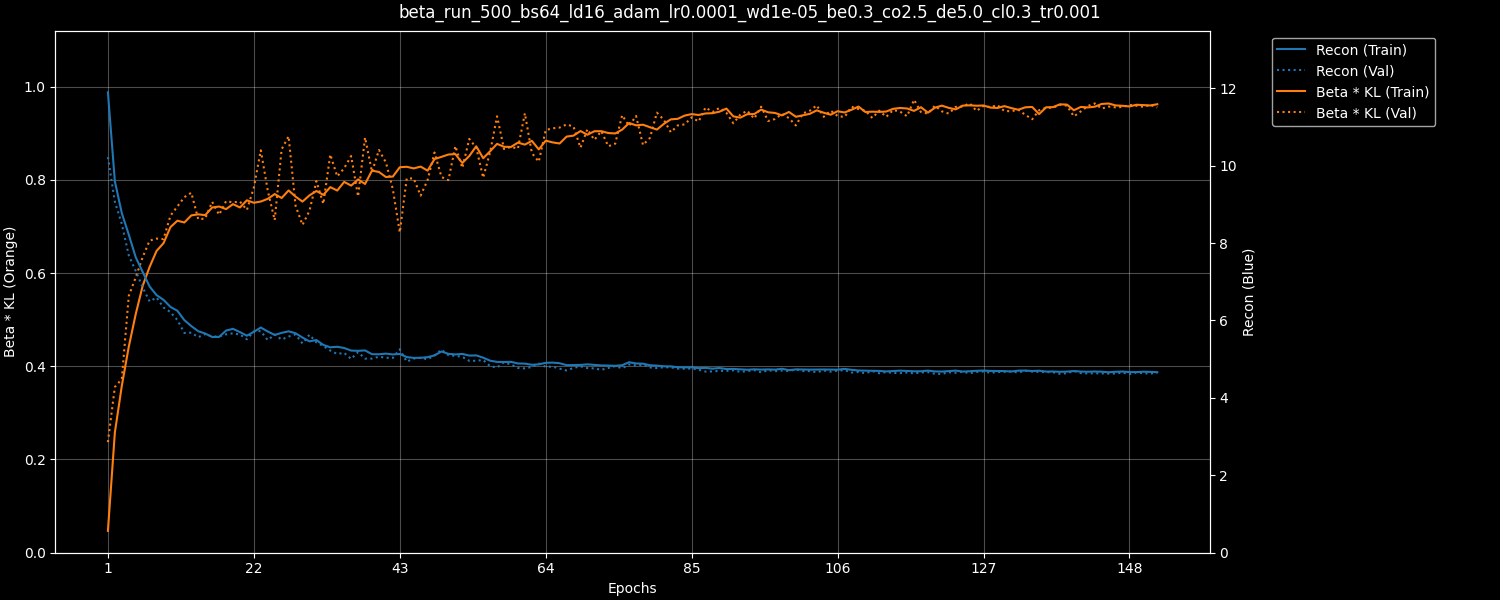 beta_run_500_bs64_ld16_adam_lr0.0001_wd1e-05_be0.3_co2.5_de5.0_cl0.3_tr0.001
Recon (Train)
Recon (Val)
Beta * KL (Train)
Beta * KL (Val)
Beta * KL (Orange)
1.0
0.8
0.6
0.4
0.2
0.0
12
10
8
6
4
2
0
Recon (Blue)
1 22 43 64 85 106 127 148
Epochs